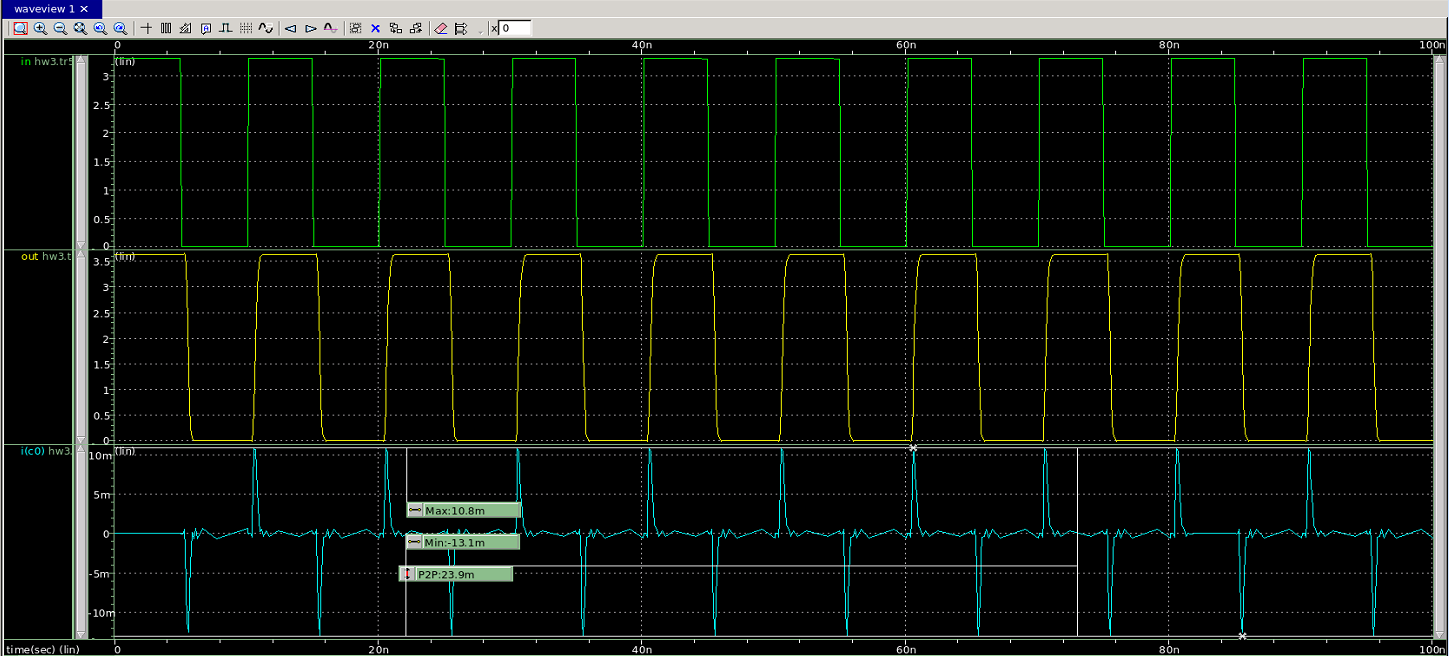 waveview 1 ×
x 0
0 20n 40n 60n 80n 100n
in hw3.tr (lin)
3
2.5
2
1.5
1
0.5
0
out hw3.t (lin)
3.5
3
2.5
2
1.5
1
0.5
0
i(c0) hw3. (lin)
10m
5m
Max:10.8m
0
Min:-13.1m
-5m
P2P:23.9m
-10m
time(sec) (lin) 0 20n 40n 60n 80n 100n